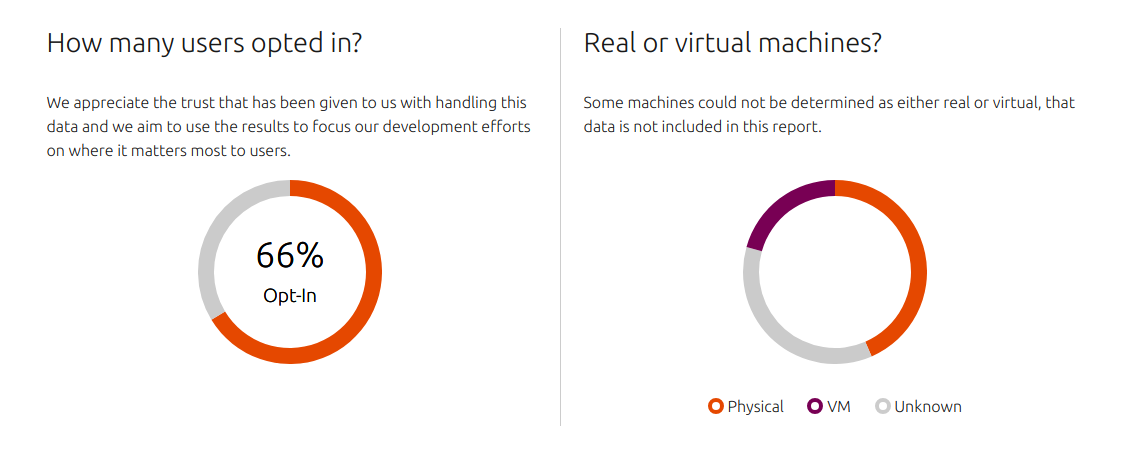 How many users opted in?
We appreciate the trust that has been given to us with handling this
data and we aim to use the results to focus our development efforts
on where it matters most to users.
66%
Opt-In
Real or virtual machines?
Some machines could not be determined as either real or virtual, that
data is not included in this report.
Physical VM Unknown